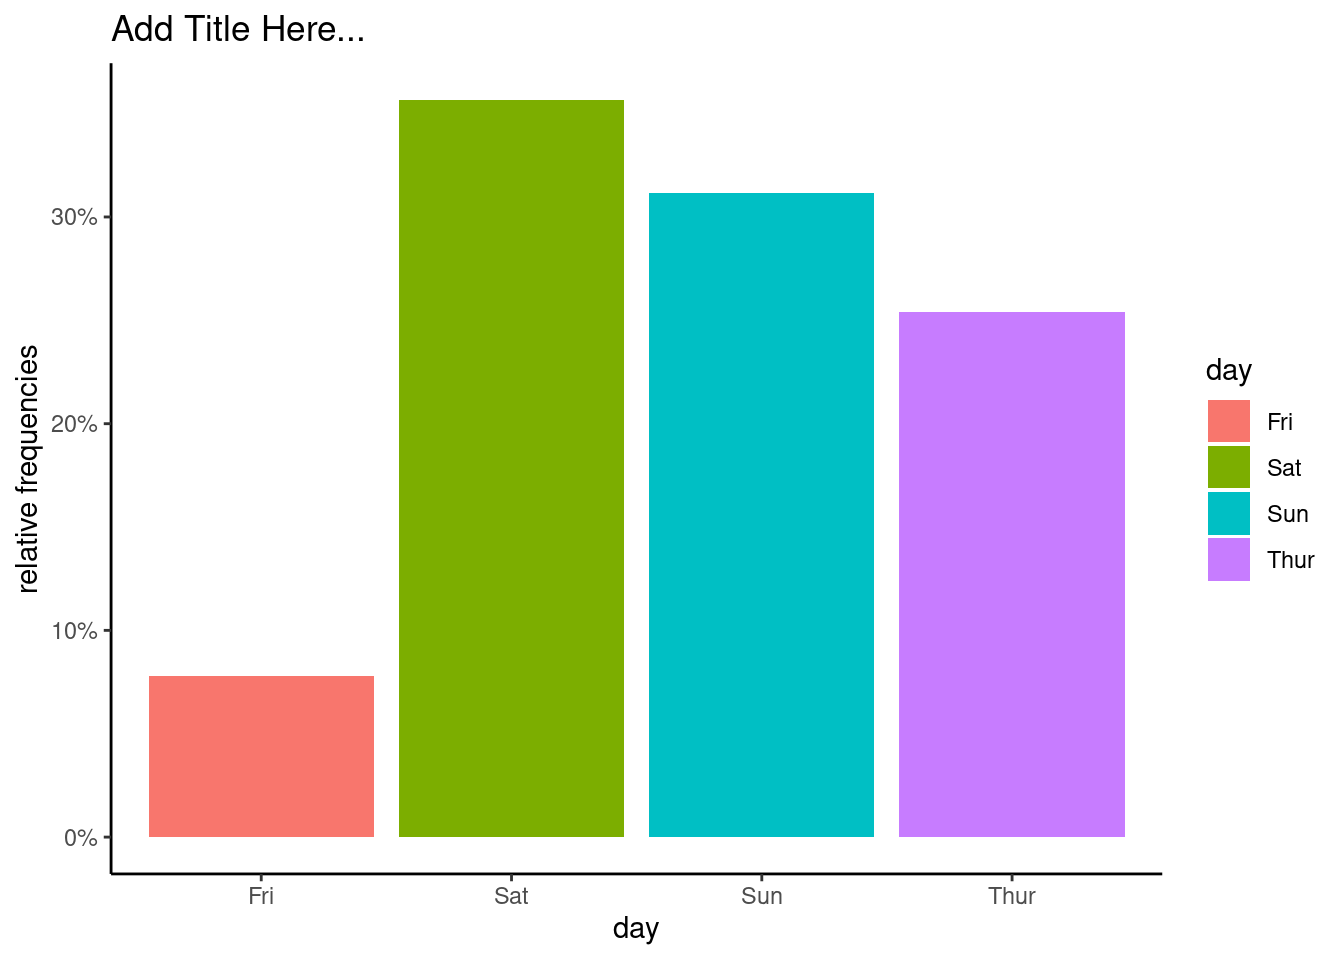 Add Title Here...
relative frequencies
30%
20%
10%
0%
Fri
Sat
Sun
Thur
day
day
Fri
Sat
Sun
Thur